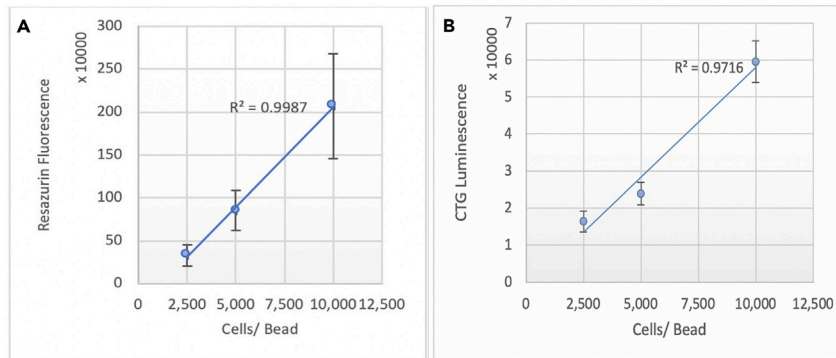 A
300
250
200
150
100
50
0
x 10000
Resazurin Fluorescence
R² = 0.9987
0 2,500 5,000 7,500 10,000 12,500
Cells/ Bead
B
7
6
5
4
3
2
1
0
x 10000
CTG Luminescence
R² = 0.9716
0 2,500 5,000 7,500 10,000 12,500
Cells/ Bead